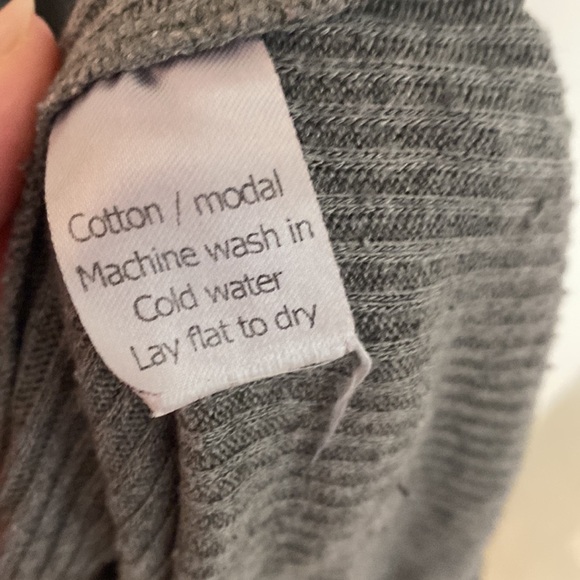 Cotton / modal
Machine wash in
Cold water
Lay flat to dry